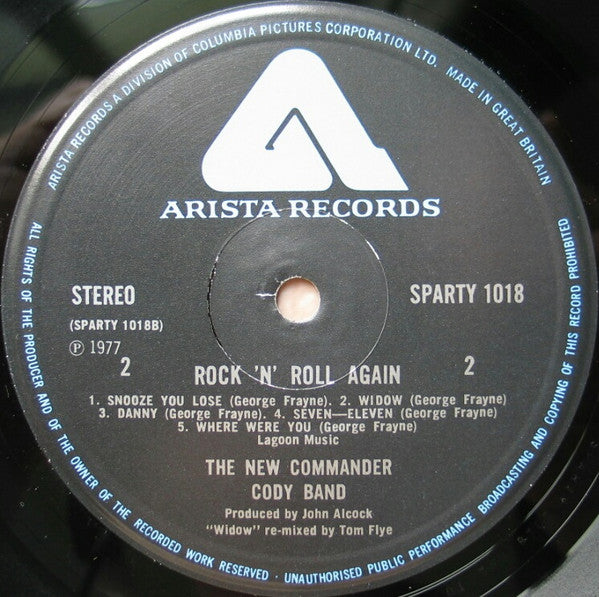 ARISTA RECORDS A DIVISION OF COLUMBIA PICTURES CORPORATION LTD. MADE IN GREAT BRITAIN
ARISTA RECORDS
STEREO
SPARTY 1018
(SPARTY 1018B)
Ⓟ 1977
2
2
ROCK 'N' ROLL AGAIN
1. SNOOZE YOU LOSE (George Frayne). 2. WIDOW (George Frayne)
3. DANNY (George Frayne). 4. SEVEN—ELEVEN (George Frayne)
5. WHERE WERE YOU (George Frayne)
Lagoon Music
THE NEW COMMANDER
CODY BAND
Produced by John Alcock
"Widow" re-mixed by Tom Flye
ALL RIGHTS OF THE PRODUCER AND OF THE OWNER OF THE RECORDED WORK RESERVED · UNAUTHORISED PUBLIC PERFORMANCE BROADCASTING AND COPYING OF THIS RECORD PROHIBITED